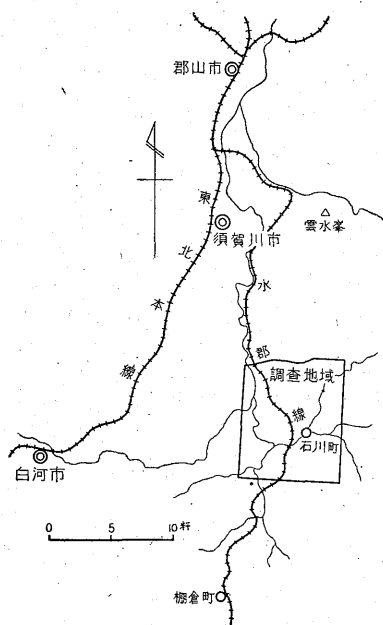 郡山市
雲水峯
須賀川市
東北本線
水郡線
調査地域
石川町
白河市
0 5 10粁
棚倉町